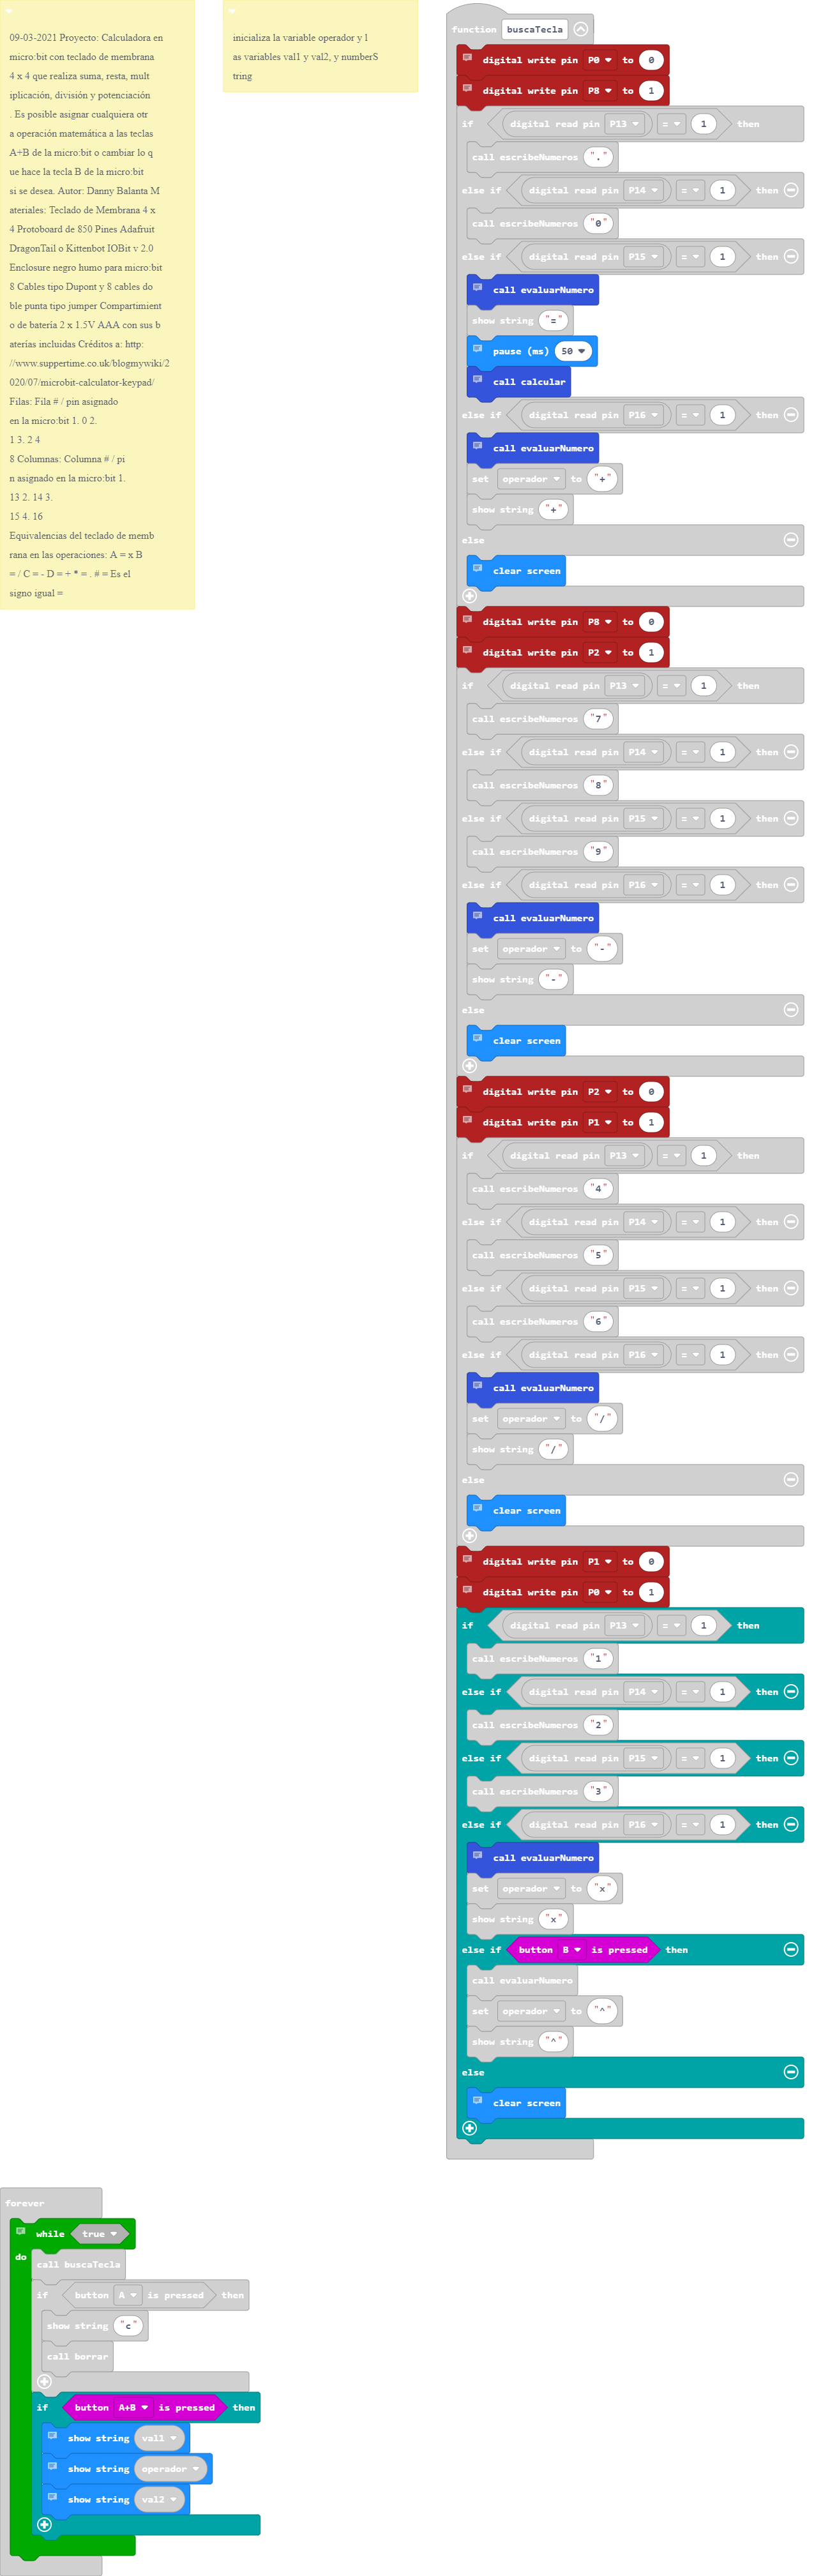 09-03-2021 Proyecto: Calculadora en
micro:bit con teclado de membrana
4 x 4 que realiza suma, resta, mult
iplicación, división y potenciación
. Es posible asignar cualquiera otr
a operación matemática a las teclas
A+B de la micro:bit o cambiar lo q
ue hace la tecla B de la micro:bit
si se desea. Autor: Danny Balanta M
ateriales: Teclado de Membrana 4 x
4 Protoboard de 850 Pines Adafruit
DragonTail o Kittenbot IOBit v 2.0
Enclosure negro humo para micro:bit
8 Cables tipo Dupont y 8 cables do
ble punta tipo jumper Compartiment
o de batería 2 x 1.5V AAA con sus b
aterías incluidas Créditos a: http:
//www.suppertime.co.uk/blogmywiki/2
020/07/microbit-calculator-keypad/
Filas: Fila # / pin asignado
en la micro:bit 1. 0 2.
1 3. 2 4
8 Columnas: Columna # / pi
n asignado en la micro:bit 1.
13 2. 14 3.
15 4. 16
Equivalencias del teclado de memb
rana en las operaciones: A = x B
= / C = - D = + * = . # = Es el
signo igual =
inicializa la variable operador y l
as variables val1 y val2, y numberS
tring
function buscaTecla
digital write pin P0 to 0
digital write pin P8 to 1
if digital read pin P13 = 1 then
call escribeNumeros "."
else if digital read pin P14 = 1 then
call escribeNumeros "0"
else if digital read pin P15 = 1 then
call evaluarNumero
show string "="
pause (ms) 50
call calcular
else if digital read pin P16 = 1 then
call evaluarNumero
set operador to "+"
show string "+"
else
clear screen
digital write pin P8 to 0
digital write pin P2 to 1
if digital read pin P13 = 1 then
call escribeNumeros "7"
else if digital read pin P14 = 1 then
call escribeNumeros "8"
else if digital read pin P15 = 1 then
call escribeNumeros "9"
else if digital read pin P16 = 1 then
call evaluarNumero
set operador to "-"
show string "-"
else
clear screen
digital write pin P2 to 0
digital write pin P1 to 1
if digital read pin P13 = 1 then
call escribeNumeros "4"
else if digital read pin P14 = 1 then
call escribeNumeros "5"
else if digital read pin P15 = 1 then
call escribeNumeros "6"
else if digital read pin P16 = 1 then
call evaluarNumero
set operador to "/"
show string "/"
else
clear screen
digital write pin P1 to 0
digital write pin P0 to 1
if digital read pin P13 = 1 then
call escribeNumeros "1"
else if digital read pin P14 = 1 then
call escribeNumeros "2"
else if digital read pin P15 = 1 then
call escribeNumeros "3"
else if digital read pin P16 = 1 then
call evaluarNumero
set operador to "x"
show string "x"
else if button B is pressed then
call evaluarNumero
set operador to "^"
show string "^"
else
clear screen
forever
while true
do
call buscaTecla
if button A is pressed then
show string "c"
call borrar
if button A+B is pressed then
show string val1
show string operador
show string val2